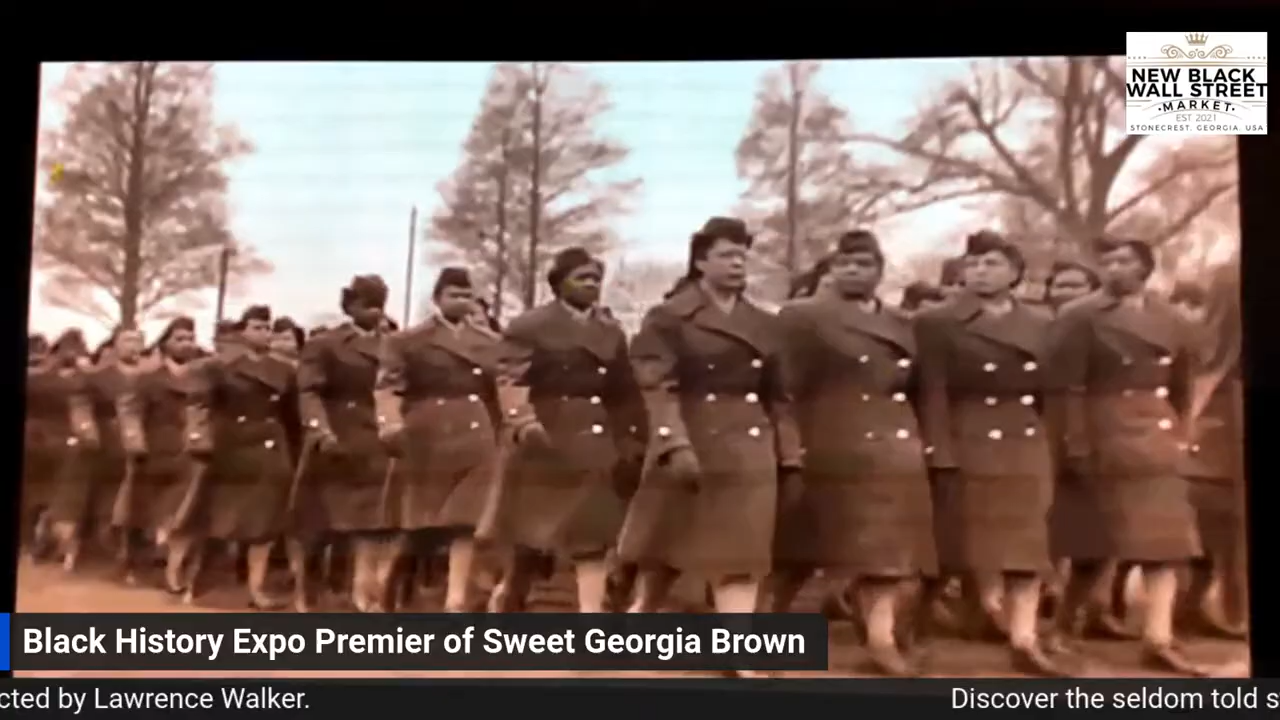 NEW BLACK
WALL STREET
MARKET
EST 2021
STONECREST, GEORGIA, USA
Black History Expo Premier of Sweet Georgia Brown
cted by Lawrence Walker.
Discover the seldom told s